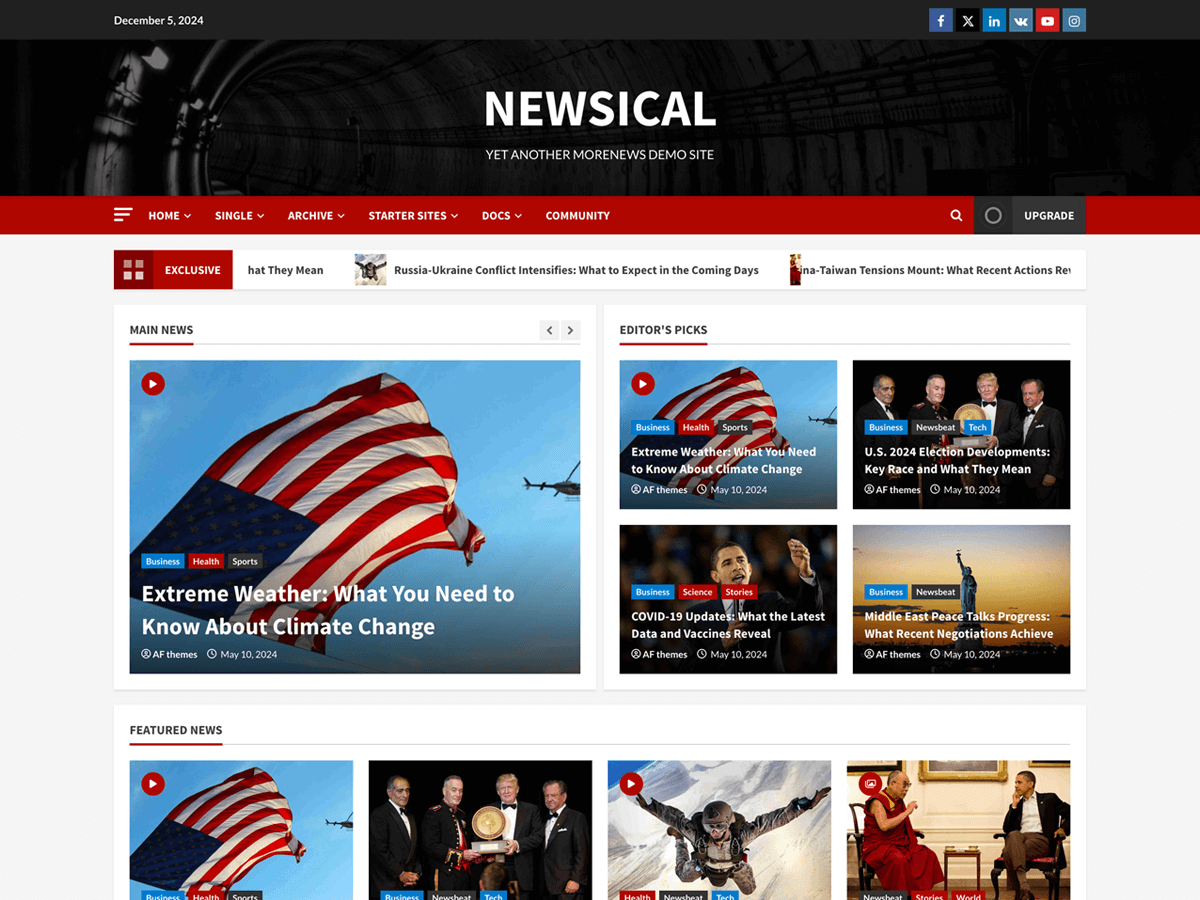 December 5, 2024
NEWSICAL
YET ANOTHER MORENEWS DEMO SITE
HOME SINGLE ARCHIVE STARTER SITES DOCS COMMUNITY UPGRADE
EXCLUSIVE hat They Mean Russia-Ukraine Conflict Intensifies: What to Expect in the Coming Days ina-Taiwan Tensions Mount: What Recent Actions Rev
MAIN NEWS
Business Health Sports
Extreme Weather: What You Need to
Know About Climate Change
AF themes May 10, 2024
EDITOR'S PICKS
Business Health Sports
Extreme Weather: What You Need
to Know About Climate Change
AF themes May 10, 2024
Business Newsbeat Tech
U.S. 2024 Election Developments:
Key Race and What They Mean
AF themes May 10, 2024
Business Science Stories
COVID-19 Updates: What the Latest
Data and Vaccines Reveal
AF themes May 10, 2024
Business Newsbeat
Middle East Peace Talks Progress:
What Recent Negotiations Achieve
AF themes May 10, 2024
FEATURED NEWS
Business Health Sports
Business Newsbeat Tech
Health Newsbeat Tech
Newsbeat Stories World